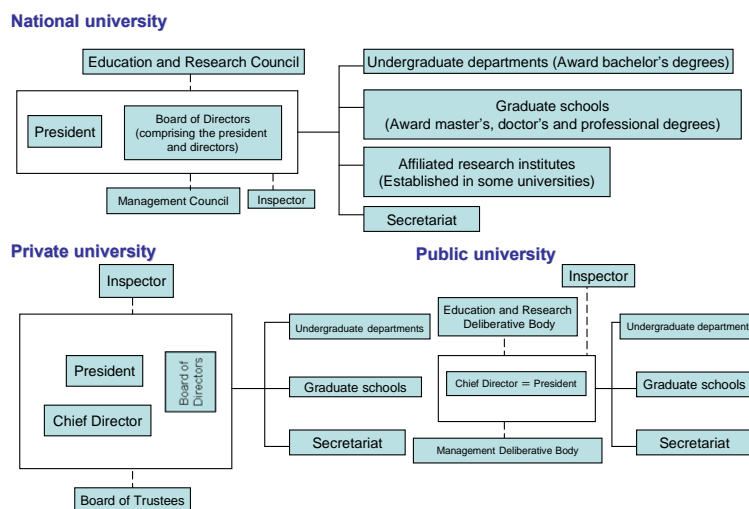 National university
Education and Research Council
President
Board of Directors
(comprising the president
and directors)
Management Council
Inspector
Undergraduate departments (Award bachelor's degrees)
Graduate schools
(Award master's, doctor's and professional degrees)
Affiliated research institutes
(Established in some universities)
Secretariat
Private university
Inspector
President
Chief Director
Board of
Directors
Board of Trustees
Undergraduate departments
Graduate schools
Secretariat
Public university
Inspector
Education and Research
Deliberative Body
Chief Director = President
Management Deliberative Body
Undergraduate department
Graduate schools
Secretariat